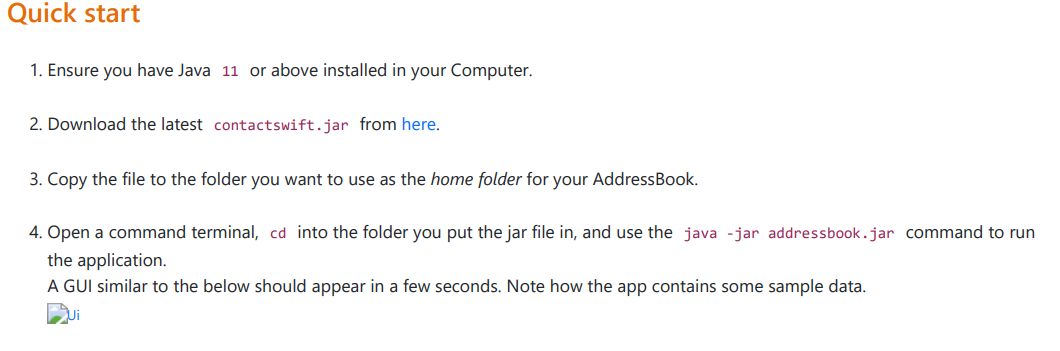 Quick start
1. Ensure you have Java 11 or above installed in your Computer.
2. Download the latest contactswift.jar from here.
3. Copy the file to the folder you want to use as the home folder for your AddressBook.
4. Open a command terminal, cd into the folder you put the jar file in, and use the java -jar addressbook.jar command to run
the application.
A GUI similar to the below should appear in a few seconds. Note how the app contains some sample data.
Ui